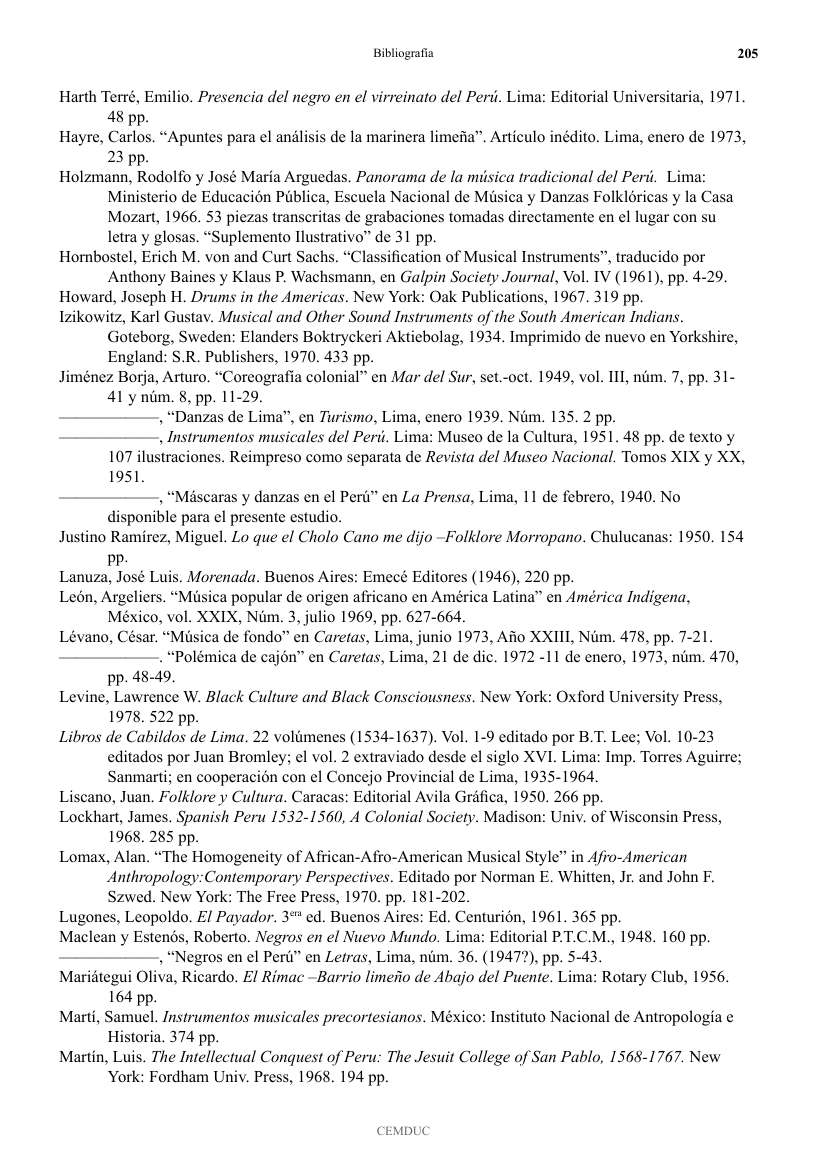 Bibliografía 205
Harth Terré, Emilio. Presencia del negro en el virreinato del Perú. Lima: Editorial Universitaria, 1971.
48 pp.
Hayre, Carlos. “Apuntes para el análisis de la marinera limeña”. Artículo inédito. Lima, enero de 1973,
23 pp.
Holzmann, Rodolfo y José María Arguedas. Panorama de la música tradicional del Perú. Lima:
Ministerio de Educación Pública, Escuela Nacional de Música y Danzas Folklóricas y la Casa
Mozart, 1966. 53 piezas transcritas de grabaciones tomadas directamente en el lugar con su
letra y glosas. “Suplemento Ilustrativo” de 31 pp.
Hornbostel, Erich M. von and Curt Sachs. “Classification of Musical Instruments”, traducido por
Anthony Baines y Klaus P. Wachsmann, en Galpin Society Journal, Vol. IV (1961), pp. 4-29.
Howard, Joseph H. Drums in the Americas. New York: Oak Publications, 1967. 319 pp.
Izikowitz, Karl Gustav. Musical and Other Sound Instruments of the South American Indians.
Goteborg, Sweden: Elanders Boktryckeri Aktiebolag, 1934. Imprimido de nuevo en Yorkshire,
England: S.R. Publishers, 1970. 433 pp.
Jiménez Borja, Arturo. “Coreografía colonial” en Mar del Sur, set.-oct. 1949, vol. III, núm. 7, pp. 31-
41 y núm. 8, pp. 11-29.
——————, “Danzas de Lima”, en Turismo, Lima, enero 1939. Núm. 135. 2 pp.
——————, Instrumentos musicales del Perú. Lima: Museo de la Cultura, 1951. 48 pp. de texto y
107 ilustraciones. Reimpreso como separata de Revista del Museo Nacional. Tomos XIX y XX,
1951.
——————, “Máscaras y danzas en el Perú” en La Prensa, Lima, 11 de febrero, 1940. No
disponible para el presente estudio.
Justino Ramírez, Miguel. Lo que el Cholo Cano me dijo –Folklore Morropano. Chulucanas: 1950. 154
pp.
Lanuza, José Luis. Morenada. Buenos Aires: Emecé Editores (1946), 220 pp.
León, Argeliers. “Música popular de origen africano en América Latina” en América Indígena,
México, vol. XXIX, Núm. 3, julio 1969, pp. 627-664.
Lévano, César. “Música de fondo” en Caretas, Lima, junio 1973, Año XXIII, Núm. 478, pp. 7-21.
——————. “Polémica de cajón” en Caretas, Lima, 21 de dic. 1972 -11 de enero, 1973, núm. 470,
pp. 48-49.
Levine, Lawrence W. Black Culture and Black Consciousness. New York: Oxford University Press,
1978. 522 pp.
Libros de Cabildos de Lima. 22 volúmenes (1534-1637). Vol. 1-9 editado por B.T. Lee; Vol. 10-23
editados por Juan Bromley; el vol. 2 extraviado desde el siglo XVI. Lima: Imp. Torres Aguirre;
Sanmarti; en cooperación con el Concejo Provincial de Lima, 1935-1964.
Liscano, Juan. Folklore y Cultura. Caracas: Editorial Avila Gráfica, 1950. 266 pp.
Lockhart, James. Spanish Peru 1532-1560, A Colonial Society. Madison: Univ. of Wisconsin Press,
1968. 285 pp.
Lomax, Alan. “The Homogeneity of African-Afro-American Musical Style” in Afro-American
Anthropology:Contemporary Perspectives. Editado por Norman E. Whitten, Jr. and John F.
Szwed. New York: The Free Press, 1970. pp. 181-202.
Lugones, Leopoldo. El Payador. 3era ed. Buenos Aires: Ed. Centurión, 1961. 365 pp.
Maclean y Estenós, Roberto. Negros en el Nuevo Mundo. Lima: Editorial P.T.C.M., 1948. 160 pp.
——————, “Negros en el Perú” en Letras, Lima, núm. 36. (1947?), pp. 5-43.
Mariátegui Oliva, Ricardo. El Rímac –Barrio limeño de Abajo del Puente. Lima: Rotary Club, 1956.
164 pp.
Martí, Samuel. Instrumentos musicales precortesianos. México: Instituto Nacional de Antropología e
Historia. 374 pp.
Martín, Luis. The Intellectual Conquest of Peru: The Jesuit College of San Pablo, 1568-1767. New
York: Fordham Univ. Press, 1968. 194 pp.
CEMDUC